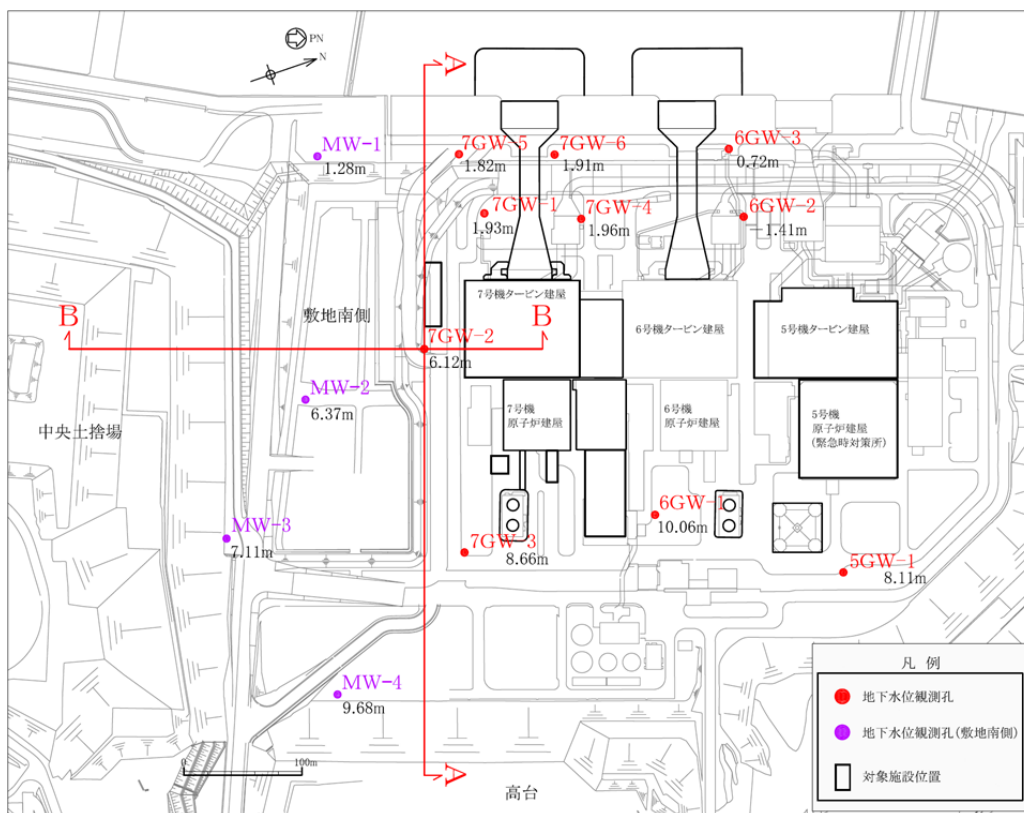 PN
N
A
MW-1
1.28m
7GW-5
1.82m
7GW-6
1.91m
6GW-3
0.72m
7GW-1
1.93m
7GW-4
1.96m
6GW-2
-1.41m
7号機タービン建屋
6号機タービン建屋
5号機タービン建屋
敷地南側
B
B
7GW-2
6.12m
MW-2
6.37m
中央土捨場
7号機
原子炉建屋
6号機
原子炉建屋
5号機
原子炉建屋
(緊急時対策所)
MW-3
7.11m
7GW-3
8.66m
6GW-1
10.06m
5GW-1
8.11m
MW-4
9.68m
0
100m
A
高台
凡 例
地下水位観測孔
地下水位観測孔(敷地南側)
対象施設位置